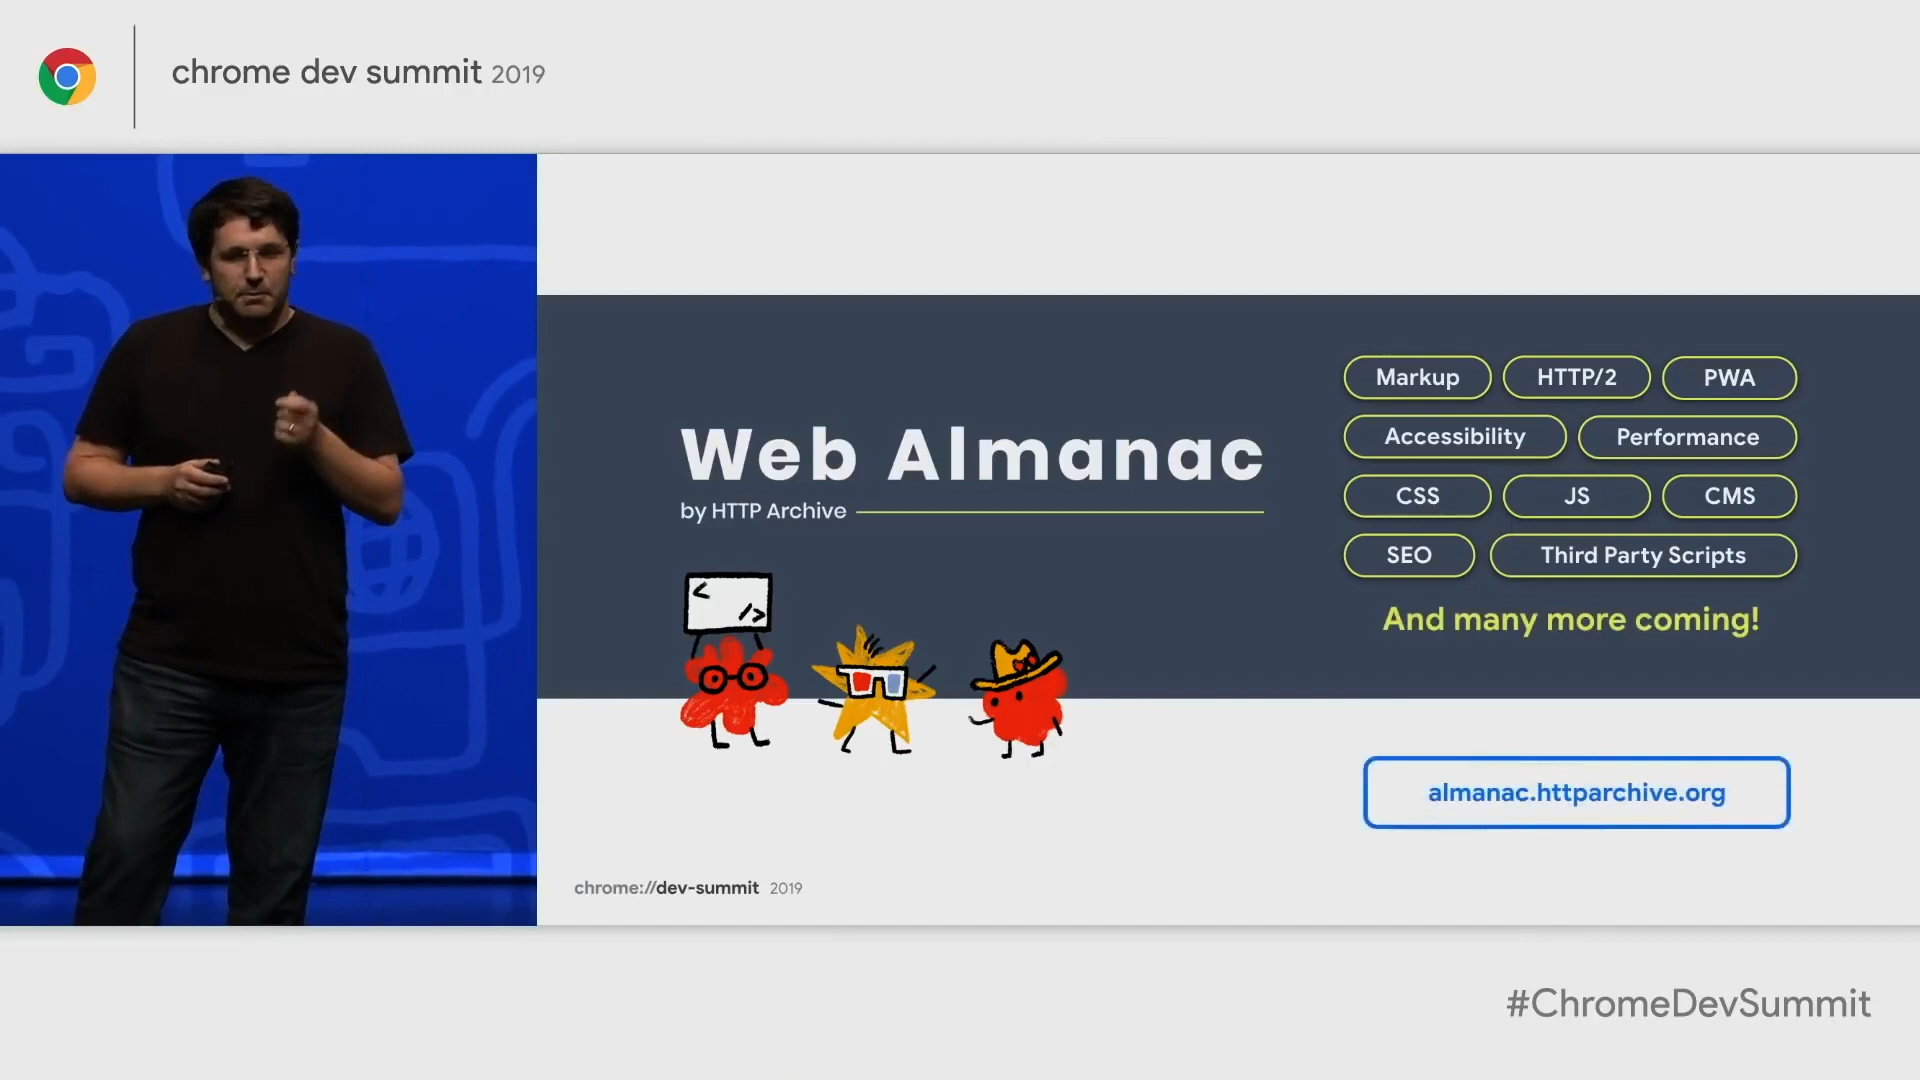 chrome dev summit 2019
Web Almanac
by HTTP Archive
< />
Markup HTTP/2 PWA
Accessibility Performance
CSS JS CMS
SEO Third Party Scripts
And many more coming!
almanac.httparchive.org
chrome://dev-summit 2019
#ChromeDevSummit